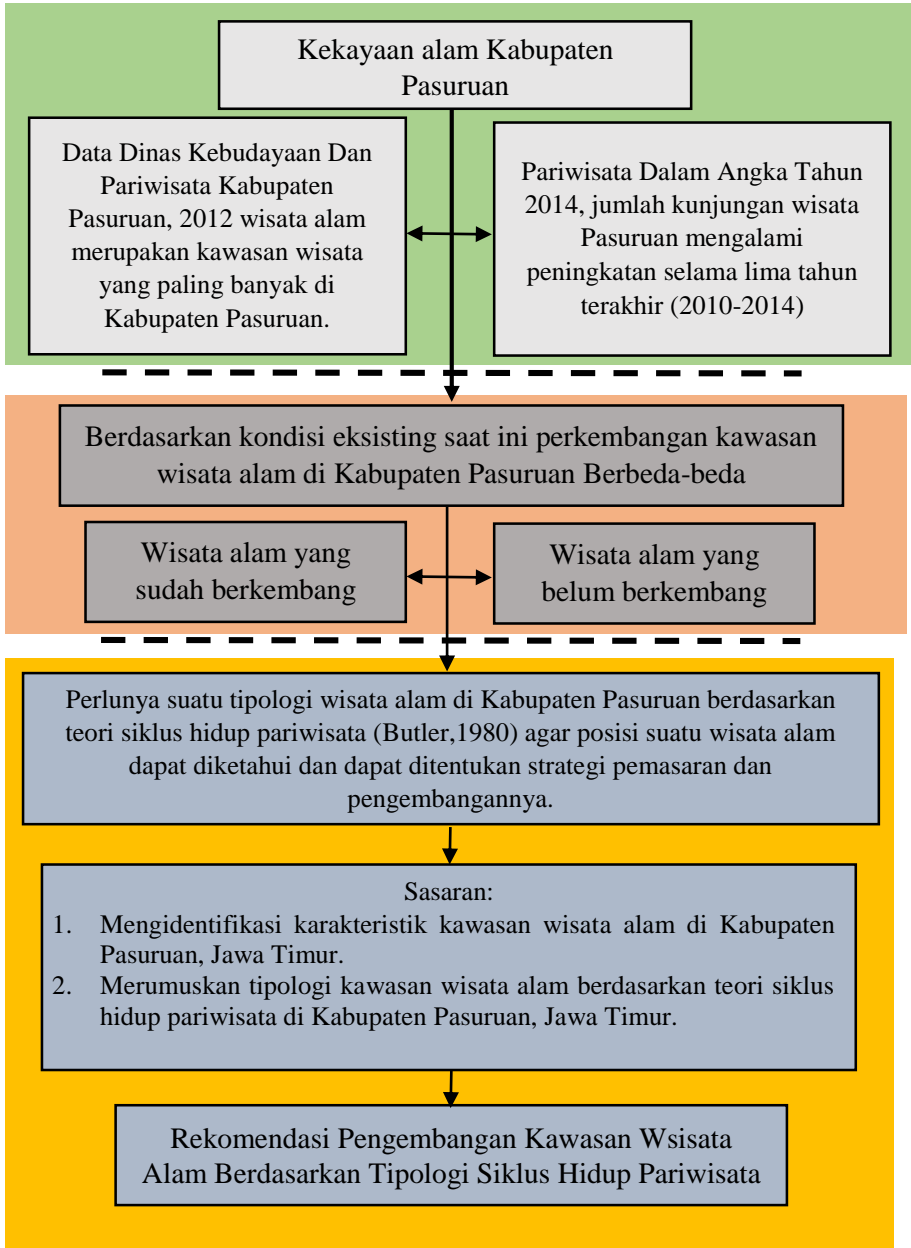 Kekayaan alam Kabupaten
Pasuruan
Data Dinas Kebudayaan Dan
Pariwisata Kabupaten
Pasuruan, 2012 wisata alam
merupakan kawasan wisata
yang paling banyak di
Kabupaten Pasuruan.
Pariwisata Dalam Angka Tahun
2014, jumlah kunjungan wisata
Pasuruan mengalami
peningkatan selama lima tahun
terakhir (2010-2014)
Berdasarkan kondisi eksisting saat ini perkembangan kawasan
wisata alam di Kabupaten Pasuruan Berbeda-beda
Wisata alam yang
sudah berkembang
Wisata alam yang
belum berkembang
Perlunya suatu tipologi wisata alam di Kabupaten Pasuruan berdasarkan
teori siklus hidup pariwisata (Butler,1980) agar posisi suatu wisata alam
dapat diketahui dan dapat ditentukan strategi pemasaran dan
pengembangannya.
Sasaran:
1. Mengidentifikasi karakteristik kawasan wisata alam di Kabupaten
Pasuruan, Jawa Timur.
2. Merumuskan tipologi kawasan wisata alam berdasarkan teori siklus
hidup pariwisata di Kabupaten Pasuruan, Jawa Timur.
Rekomendasi Pengembangan Kawasan Wsisata
Alam Berdasarkan Tipologi Siklus Hidup Pariwisata